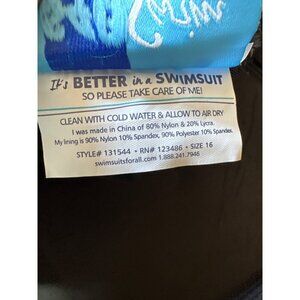 It's BETTER in a SWIMSUIT
SO PLEASE TAKE CARE OF ME!
CLEAN WITH COLD WATER & ALLOW TO AIR DRY
I was made in China of 80% Nylon & 20% Lycra.
My lining is 90% Nylon 10% Spandex, 90% Polyester 10% Spandex.
STYLE# 131544 • RN# 123486 • SIZE 16
swimsuitsforall.com 1.888.241.7946